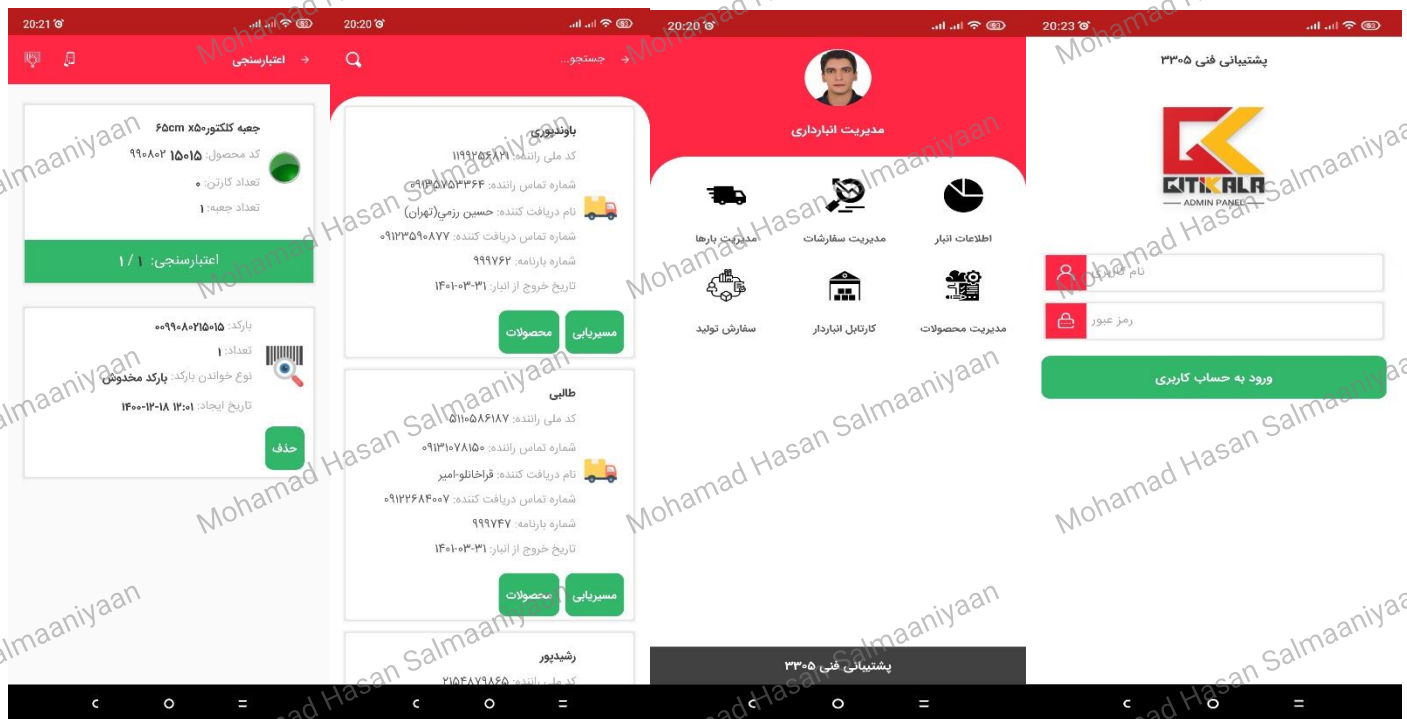 20:21
اعتبارسنجی
جعبه کلکتور۵۰x ۶۵cm
کد محصول: ۱۵۰۱۵ ۹۹۰۸۰۲
تعداد کارتن: ۰
تعداد جعبه: ۱
اعتبارسنجی: ۱ / ۱
بارکد: ۰۰۹۹۰۸۰۲۱۵۰۱۵
تعداد: ۱
نوع خواندن بارکد: بارکد مخدوش
تاریخ ایجاد: ۱۲:۰۱ ۱۸-۱۲-۱۴۰۰
حذف
20:20
جستجو...
باوندپوری
کد ملی راننده: ۱۱۹۹۲۵۶۸۲۱
شماره تماس راننده: ۰۹۱۳۵۷۵۳۳۶۴
نام دریافت کننده: حسین رزمی(تهران)
شماره تماس دریافت کننده: ۰۹۱۲۳۵۹۰۸۷۷
شماره بارنامه: ۹۹۹۷۶۲
تاریخ خروج از انبار: ۳۱-۰۳-۱۴۰۱
مسیریابی
محصولات
طالبی
کد ملی راننده: ۵۱۱۰۵۸۶۱۸۷
شماره تماس راننده: ۰۹۱۳۱۰۷۸۱۵۰
نام دریافت کننده: قراخانلو-امیر
شماره تماس دریافت کننده: ۰۹۱۲۲۶۸۴۰۰۷
شماره بارنامه: ۹۹۹۷۴۷
تاریخ خروج از انبار: ۳۱-۰۳-۱۴۰۱
مسیریابی
محصولات
رشیدپور
کد ملی راننده: ۲۱۵۴۸۷۹۸۶۵
20:20
مدیریت انبارداری
اطلاعات انبار
مدیریت سفارشات
مدیریت بارها
مدیریت محصولات
کارتابل انباردار
سفارش تولید
پشتیبانی فنی ۳۳۰۵
20:23
پشتیبانی فنی ۳۳۰۵
GITIKALA
ADMIN PANEL
نام کاربری
رمز عبور
ورود به حساب کاربری
Mohamad Hasan Salmaaniyaan